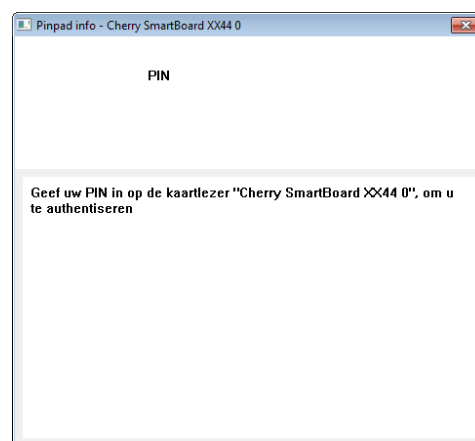 Pinpad info - Cherry SmartBoard XX44 0
PIN
Geef uw PIN in op de kaartlezer "Cherry SmartBoard XX44 0", om u
te authentiseren